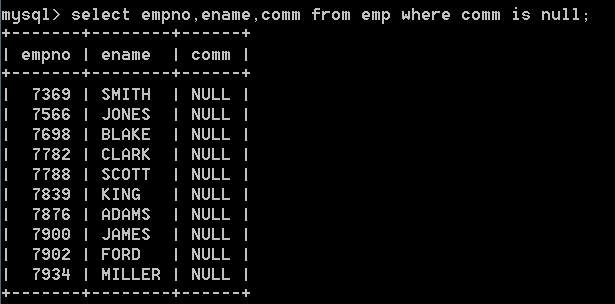 mysql> select empno,ename,comm from emp where comm is null;
+-------+--------+------+
| empno | ename  | comm |
+-------+--------+------+
|  7369 | SMITH  | NULL |
|  7566 | JONES  | NULL |
|  7698 | BLAKE  | NULL |
|  7782 | CLARK  | NULL |
|  7788 | SCOTT  | NULL |
|  7839 | KING   | NULL |
|  7876 | ADAMS  | NULL |
|  7900 | JAMES  | NULL |
|  7902 | FORD   | NULL |
|  7934 | MILLER | NULL |
+-------+--------+------+